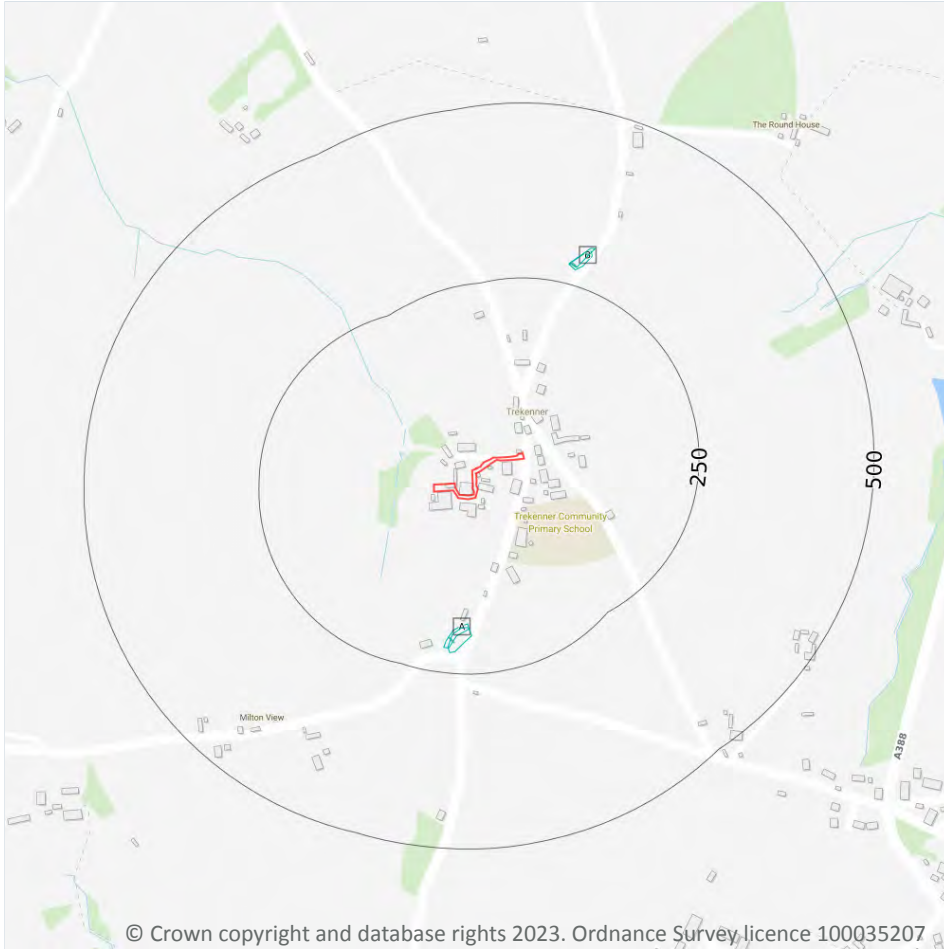 The Round House
B
Trekenner
250
500
Trekenner Community
Primary School
A
Milton View
A388
© Crown copyright and database rights 2023. Ordnance Survey licence 100035207